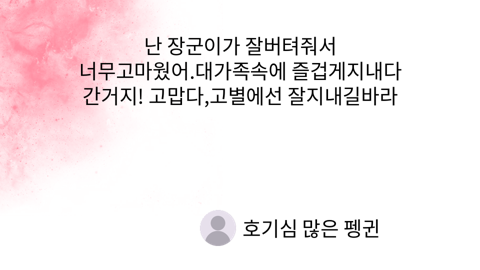 난 장군이가 잘버텨줘서
너무고마웠어.대가족속에 즐겁게지내다
간거지! 고맙다,고별에선 잘지내길바라
호기심 많은 펭귄